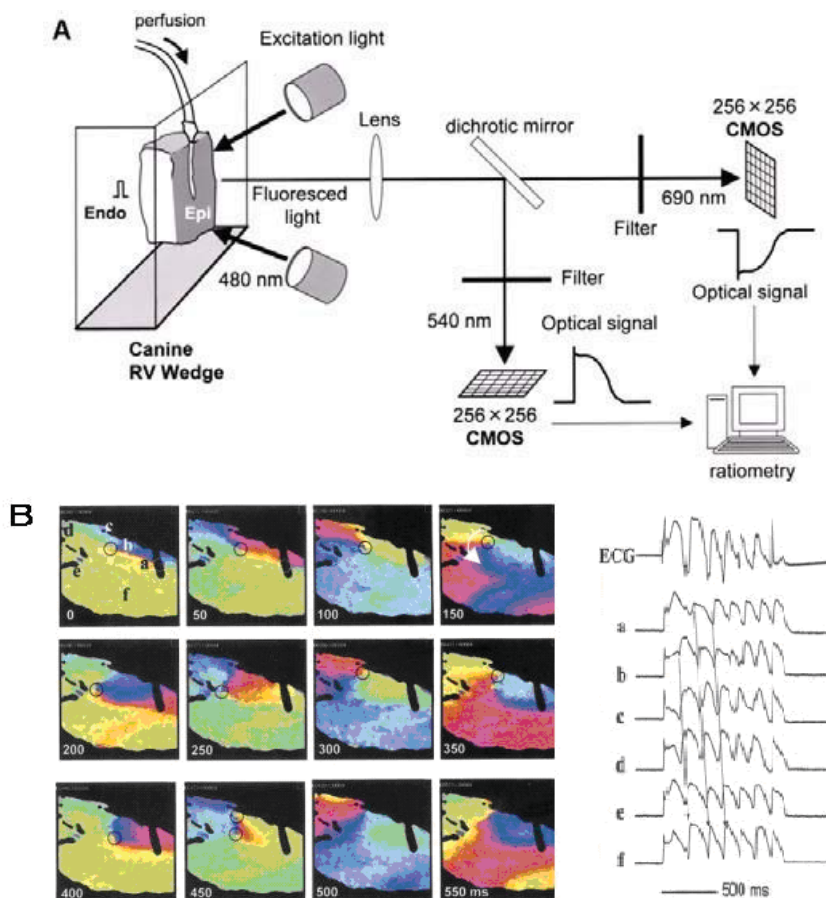 A
perfusion
Excitation light
Lens
dichrotic mirror
256 × 256
CMOS
Endo
Epi
Fluoresced
light
690 nm
Filter
480 nm
Optical signal
Filter
540 nm
Optical signal
Canine
RV Wedge
256 × 256
CMOS
ratiometry
B
d c b
e a
f
0
50
100
150
200
250
300
350
400
450
500
550 ms
ECG
a
b
c
d
e
f
500 ms